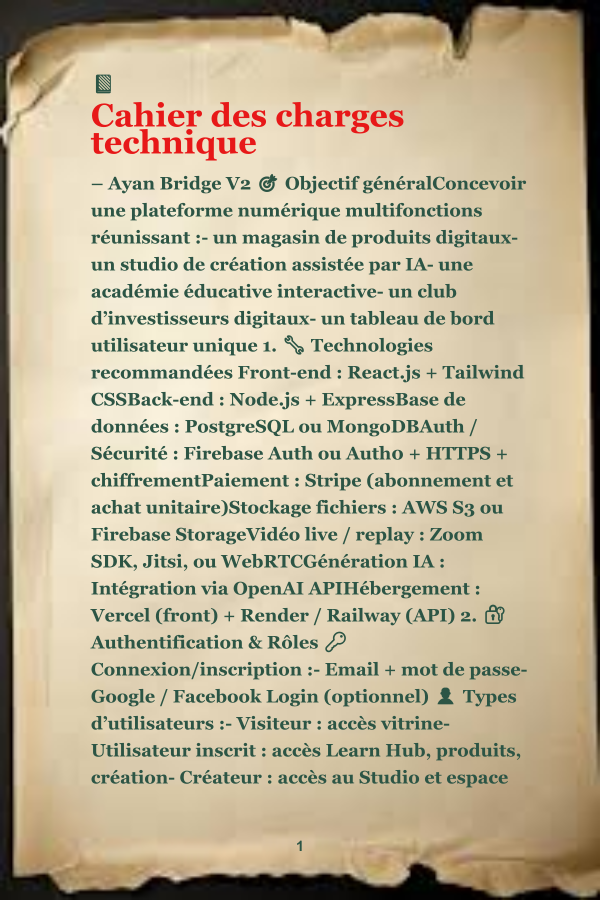 Cahier des charges
technique
– Ayan Bridge V2 🎯 Objectif généralConcevoir
une plateforme numérique multifonctions
réunissant :- un magasin de produits digitaux-
un studio de création assistée par IA- une
académie éducative interactive- un club
d’investisseurs digitaux- un tableau de bord
utilisateur unique 1. 🔧 Technologies
recommandées Front-end : React.js + Tailwind
CSSBack-end : Node.js + ExpressBase de
données : PostgreSQL ou MongoDBAuth /
Sécurité : Firebase Auth ou Auth0 + HTTPS +
chiffrementPaiement : Stripe (abonnement et
achat unitaire)Stockage fichiers : AWS S3 ou
Firebase StorageVidéo live / replay : Zoom
SDK, Jitsi, ou WebRTCGénération IA :
Intégration via OpenAI APIHébergement :
Vercel (front) + Render / Railway (API) 2. 🔐
Authentification & Rôles 🔑
Connexion/inscription :- Email + mot de passe-
Google / Facebook Login (optionnel) 👤 Types
d’utilisateurs :- Visiteur : accès vitrine-
Utilisateur inscrit : accès Learn Hub, produits,
création- Créateur : accès au Studio et espace
1